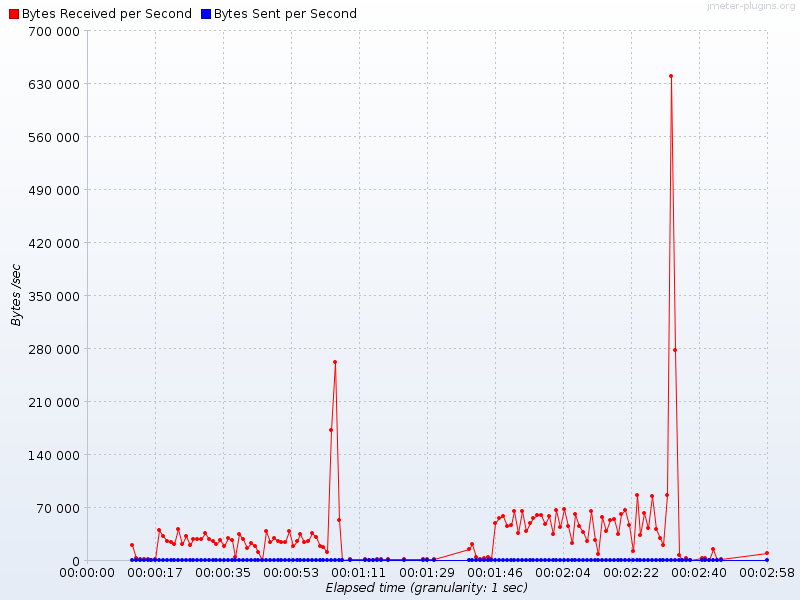 Bytes Received per Second Bytes Sent per Second
jmeter-plugins.org
700 000
630 000
560 000
490 000
420 000
350 000
280 000
210 000
140 000
70 000
0
Bytes /sec
00:00:00 00:00:17 00:00:35 00:00:53 00:01:11 00:01:29 00:01:46 00:02:04 00:02:22 00:02:40 00:02:58
Elapsed time (granularity: 1 sec)